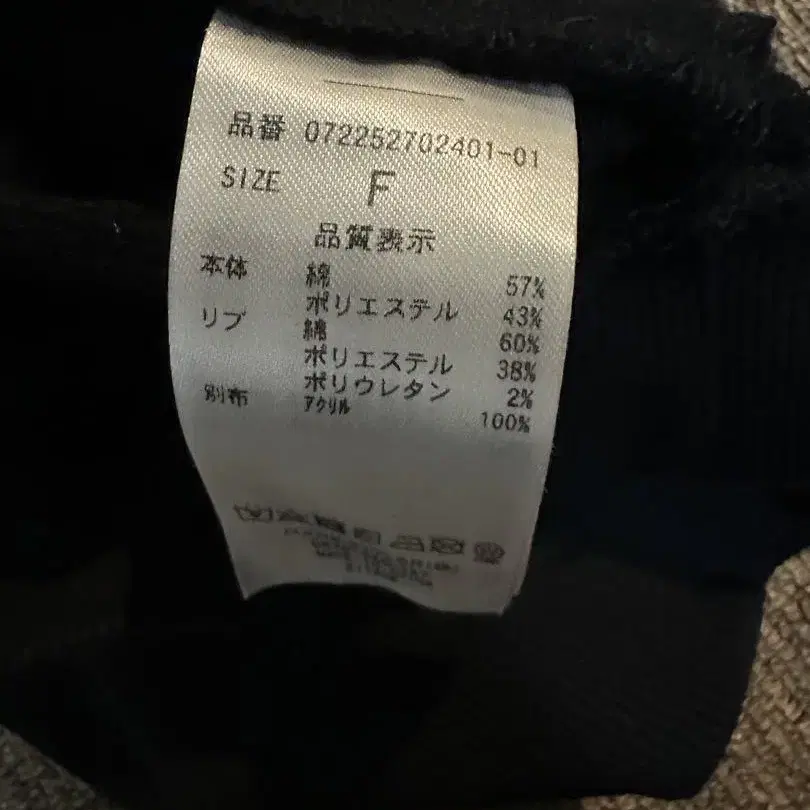 品番 072252702401-01
SIZE F
品質表示
本体 綿 57%
ポリエステル 43%
リブ 綿 60%
ポリエステル 38%
ポリウレタン 2%
別布 アクリル 100%